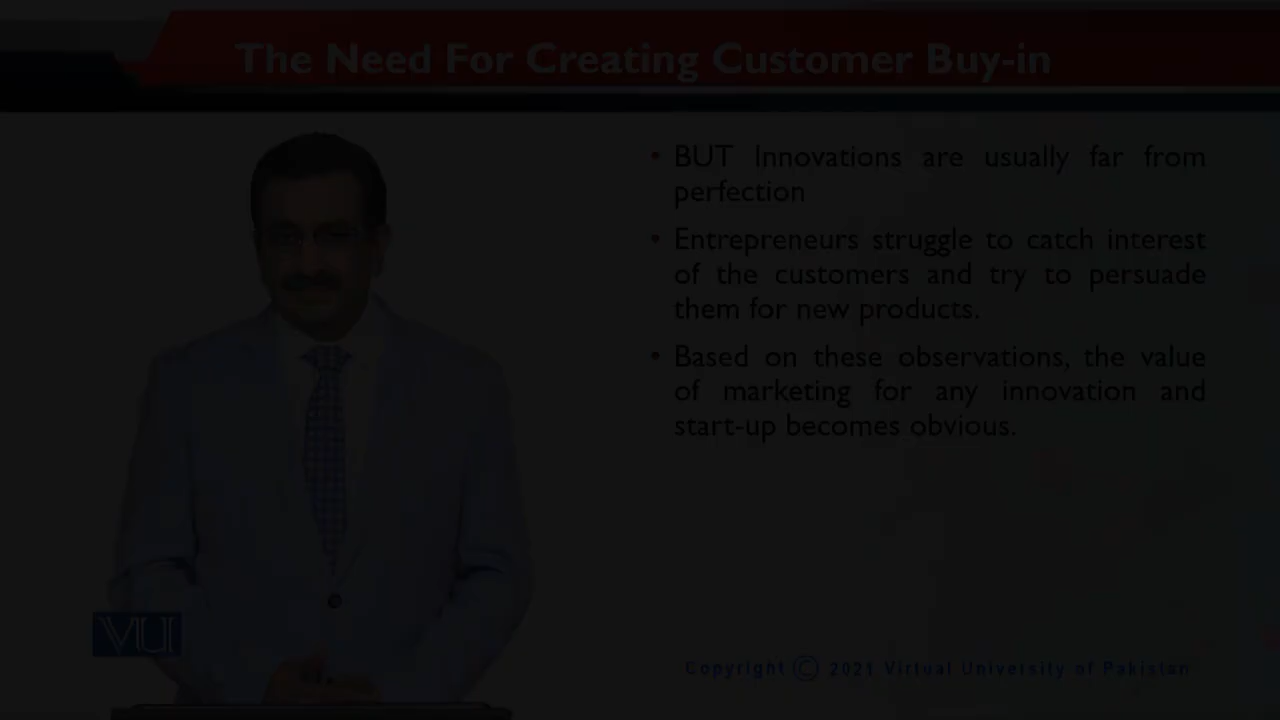 The Need For Creating Customer Buy-in
• BUT Innovations are usually far from
perfection
• Entrepreneurs struggle to catch interest
of the customers and try to persuade
them for new products.
• Based on these observations, the value
of marketing for any innovation and
start-up becomes obvious.
VU
Copyright © 2021 Virtual University of Pakistan